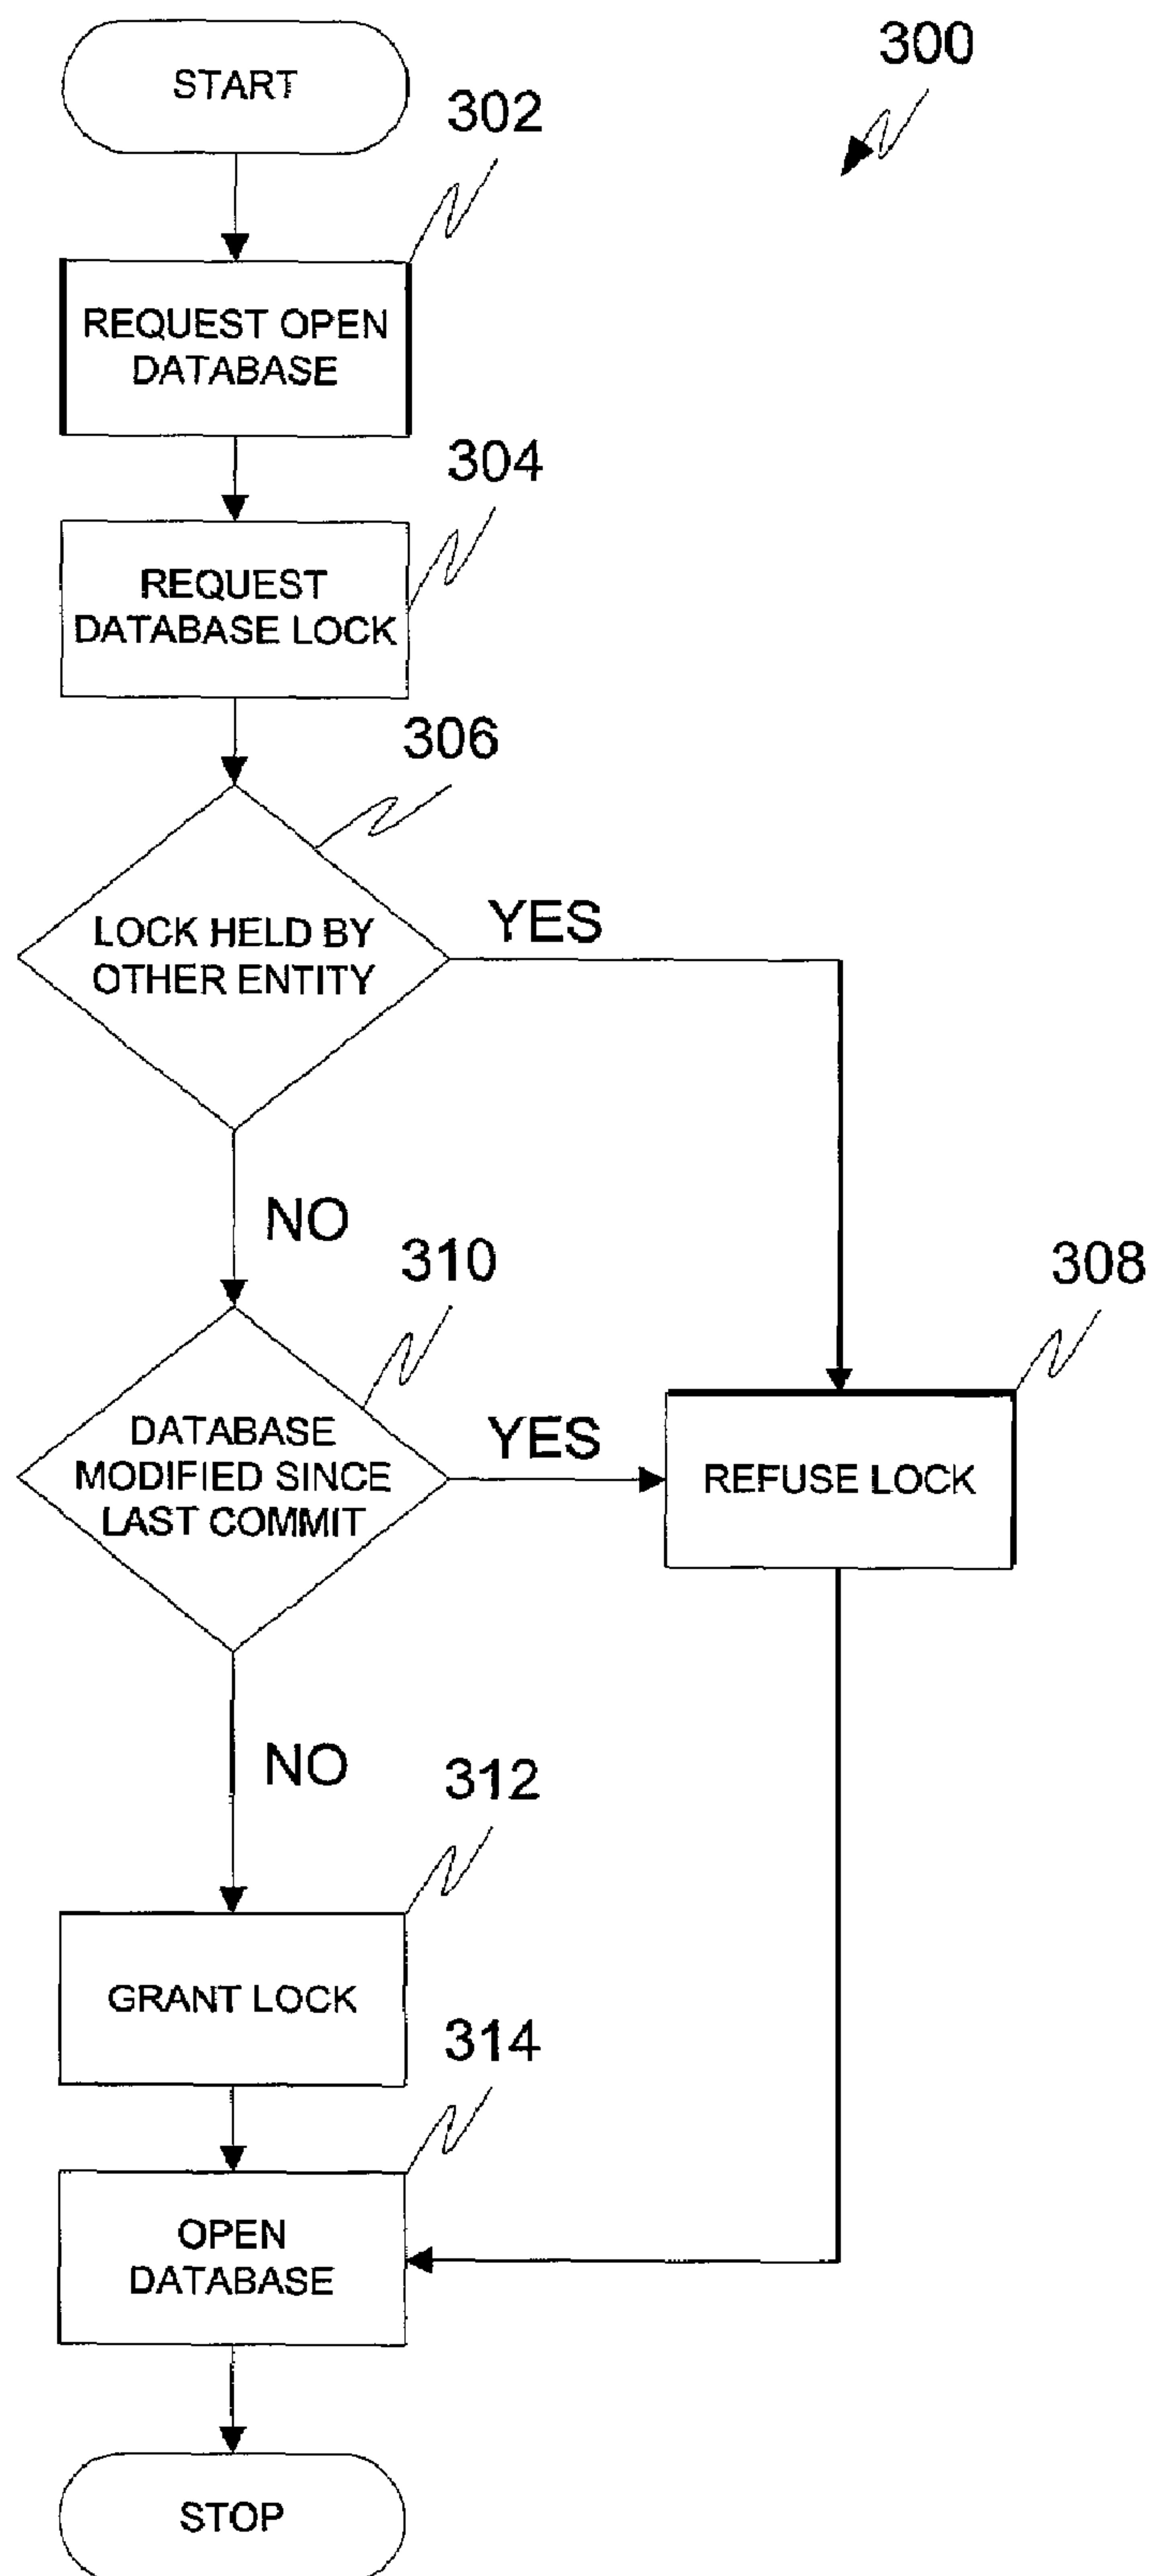 START
300
302
REQUEST OPEN
DATABASE
304
REQUEST
DATABASE LOCK
306
LOCK HELD BY
OTHER ENTITY
YES
NO
310
308
DATABASE
MODIFIED SINCE
LAST COMMIT
YES
REFUSE LOCK
NO
312
GRANT LOCK
314
OPEN
DATABASE
STOP